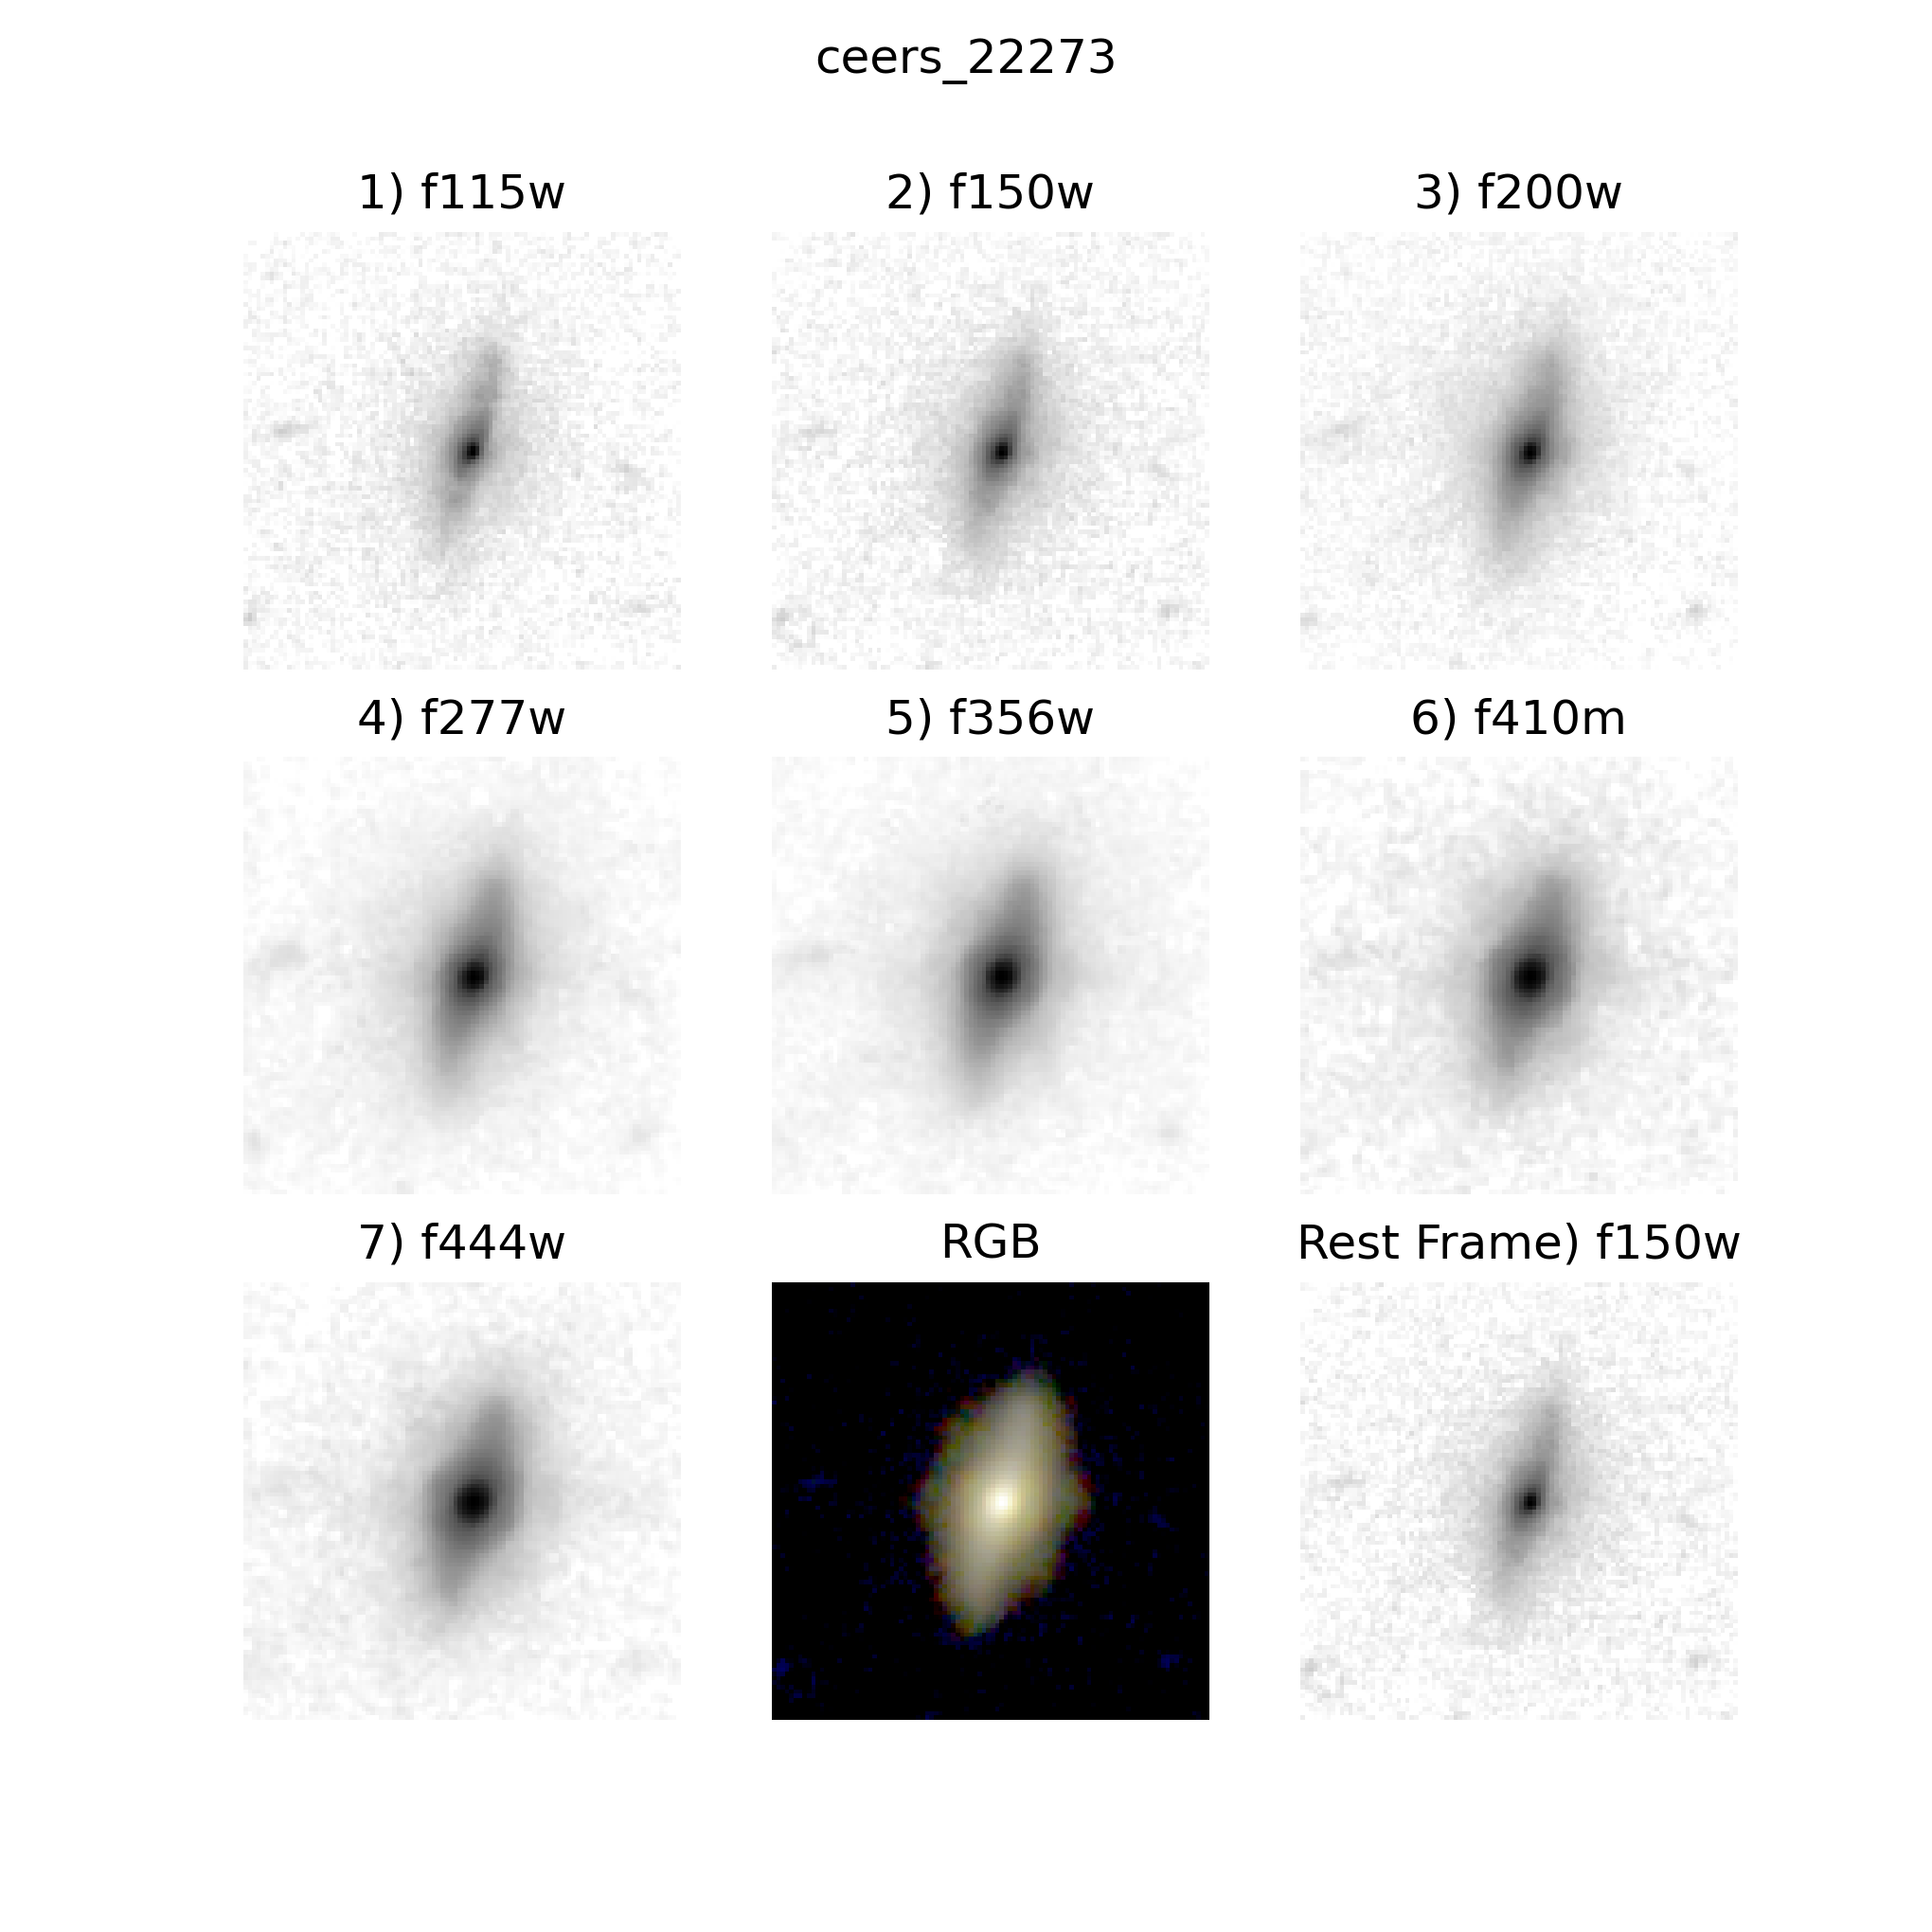 ceers_22273
1) f115w
2) f150w
3) f200w
4) f277w
5) f356w
6) f410m
7) f444w
RGB
Rest Frame) f150w